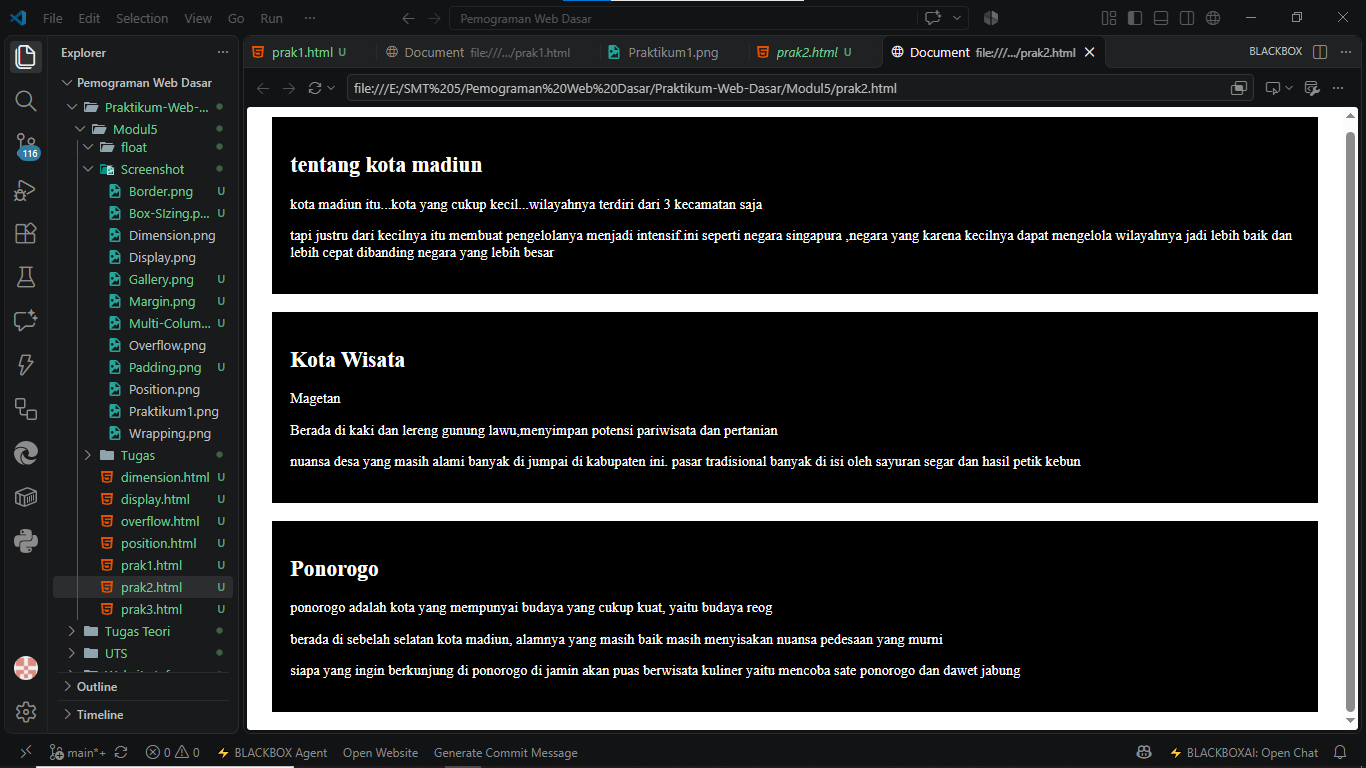 File Edit Selection View Go Run ···
Pemograman Web Dasar
Explorer ···
Pemograman Web Dasar
Praktikum-Web-...
Modul5
float
Screenshot
Border.png U
Box-SIzing.p... U
Dimension.png
Display.png
Gallery.png U
Margin.png U
Multi-Colum... U
Overflow.png
Padding.png U
Position.png
Praktikum1.png
Wrapping.png
Tugas
dimension.html U
display.html U
overflow.html U
position.html U
prak1.html U
prak2.html U
prak3.html U
Tugas Teori
UTS
Outline
Timeline
116
prak1.html U
Document file:///.../prak1.html
Praktikum1.png
prak2.html U
Document file:///.../prak2.html
BLACKBOX
file:///E:/SMT%205/Pemograman%20Web%20Dasar/Praktikum-Web-Dasar/Modul5/prak2.html
tentang kota madiun
kota madiun itu...kota yang cukup kecil...wilayahnya terdiri dari 3 kecamatan saja
tapi justru dari kecilnya itu membuat pengelolanya menjadi intensif.ini seperti negara singapura ,negara yang karena kecilnya dapat mengelola wilayahnya jadi lebih baik dan
lebih cepat dibanding negara yang lebih besar
Kota Wisata
Magetan
Berada di kaki dan lereng gunung lawu,menyimpan potensi pariwisata dan pertanian
nuansa desa yang masih alami banyak di jumpai di kabupaten ini. pasar tradisional banyak di isi oleh sayuran segar dan hasil petik kebun
Ponorogo
ponorogo adalah kota yang mempunyai budaya yang cukup kuat, yaitu budaya reog
berada di sebelah selatan kota madiun, alamnya yang masih baik masih menyisakan nuansa pedesaan yang murni
siapa yang ingin berkunjung di ponorogo di jamin akan puas berwisata kuliner yaitu mencoba sate ponorogo dan dawet jabung
main*+ 0 0 BLACKBOX Agent Open Website Generate Commit Message
BLACKBOXAI: Open Chat